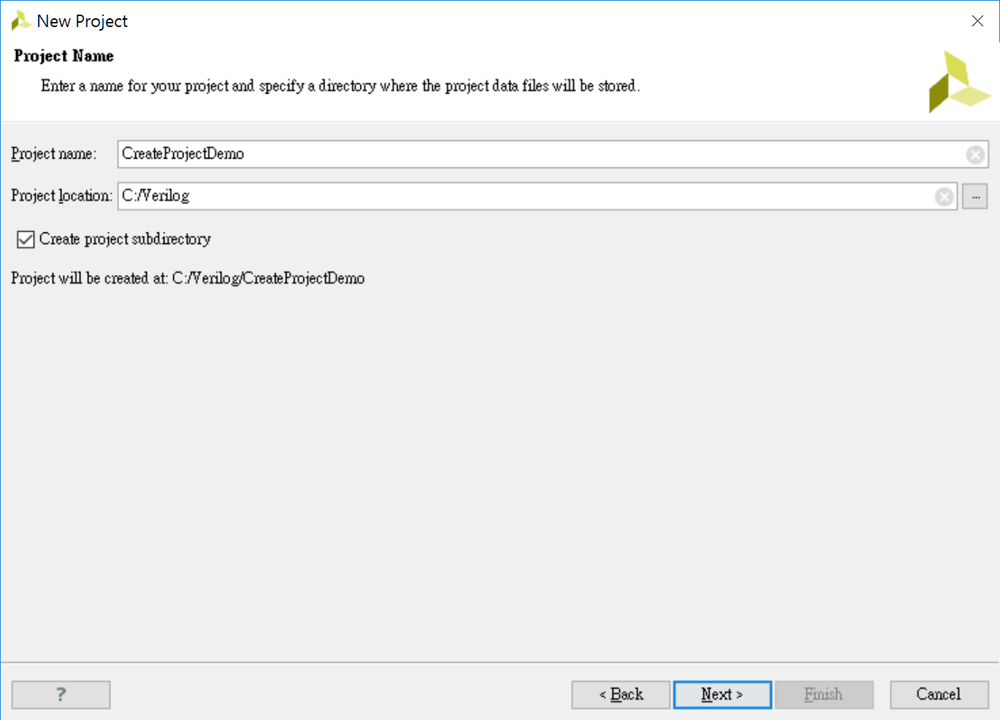 New Project
Project Name
Enter a name for your project and specify a directory where the project data files will be stored.
Project name: CreateProjectDemo
Project location: C:/Verilog ...
Create project subdirectory
Project will be created at: C:/Verilog/CreateProjectDemo
? < Back Next > Finish Cancel